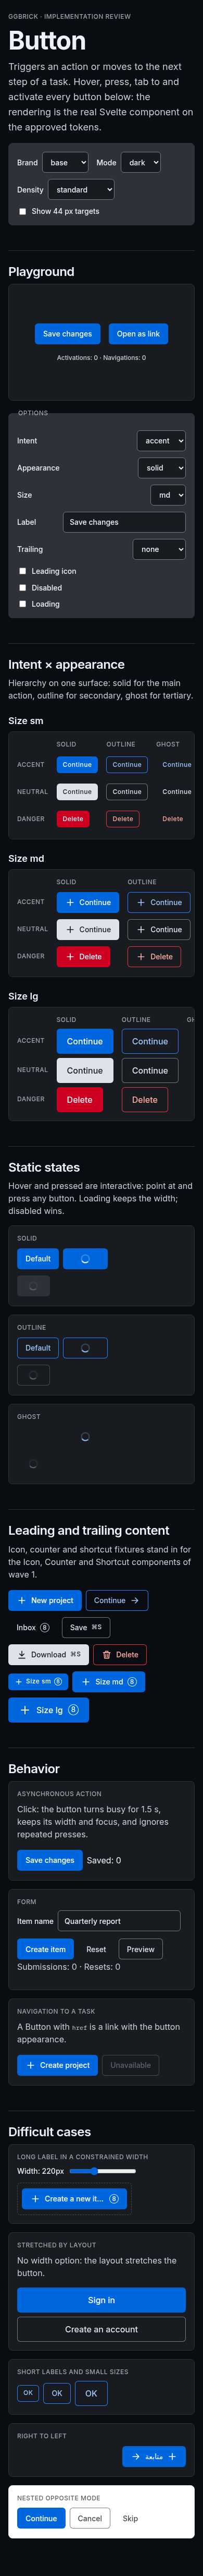 GGBRICK · IMPLEMENTATION REVIEW
Button
Triggers an action or moves to the next
step of a task. Hover, press, tab to and
activate every button below: the
rendering is the real Svelte component on
the approved tokens.
Brand base Mode dark
Density standard
Show 44 px targets
Playground
Save changes Open as link
Activations: 0 · Navigations: 0
OPTIONS
Intent accent
Appearance solid
Size md
Label Save changes
Trailing none
Leading icon
Disabled
Loading
Intent × appearance
Hierarchy on one surface: solid for the main
action, outline for secondary, ghost for tertiary.
Size sm
SOLID OUTLINE GHOST
ACCENT Continue Continue Continue
NEUTRAL Continue Continue Continue
DANGER Delete Delete Delete
Size md
SOLID OUTLINE
ACCENT Continue Continue
NEUTRAL Continue Continue
DANGER Delete Delete
Size lg
SOLID OUTLINE
ACCENT Continue Continue
NEUTRAL Continue Continue
DANGER Delete Delete
Static states
Hover and pressed are interactive: point at and
press any button. Loading keeps the width;
disabled wins.
SOLID
Default
OUTLINE
Default
GHOST
Leading and trailing content
Icon, counter and shortcut fixtures stand in for
the Icon, Counter and Shortcut components of
wave 1.
New project Continue
Inbox 8 Save ⌘S
Download ⌘S Delete
Size sm 8 Size md 8
Size lg 8
Behavior
ASYNCHRONOUS ACTION
Click: the button turns busy for 1.5 s,
keeps its width and focus, and ignores
repeated presses.
Save changes Saved: 0
FORM
Item name Quarterly report
Create item Reset Preview
Submissions: 0 · Resets: 0
NAVIGATION TO A TASK
A Button with href is a link with the button
appearance.
Create project Unavailable
Difficult cases
LONG LABEL IN A CONSTRAINED WIDTH
Width: 220px
Create a new it... 8
STRETCHED BY LAYOUT
No width option: the layout stretches the
button.
Sign in
Create an account
SHORT LABELS AND SMALL SIZES
OK OK OK
RIGHT TO LEFT
متابعة
NESTED OPPOSITE MODE
Continue Cancel Skip